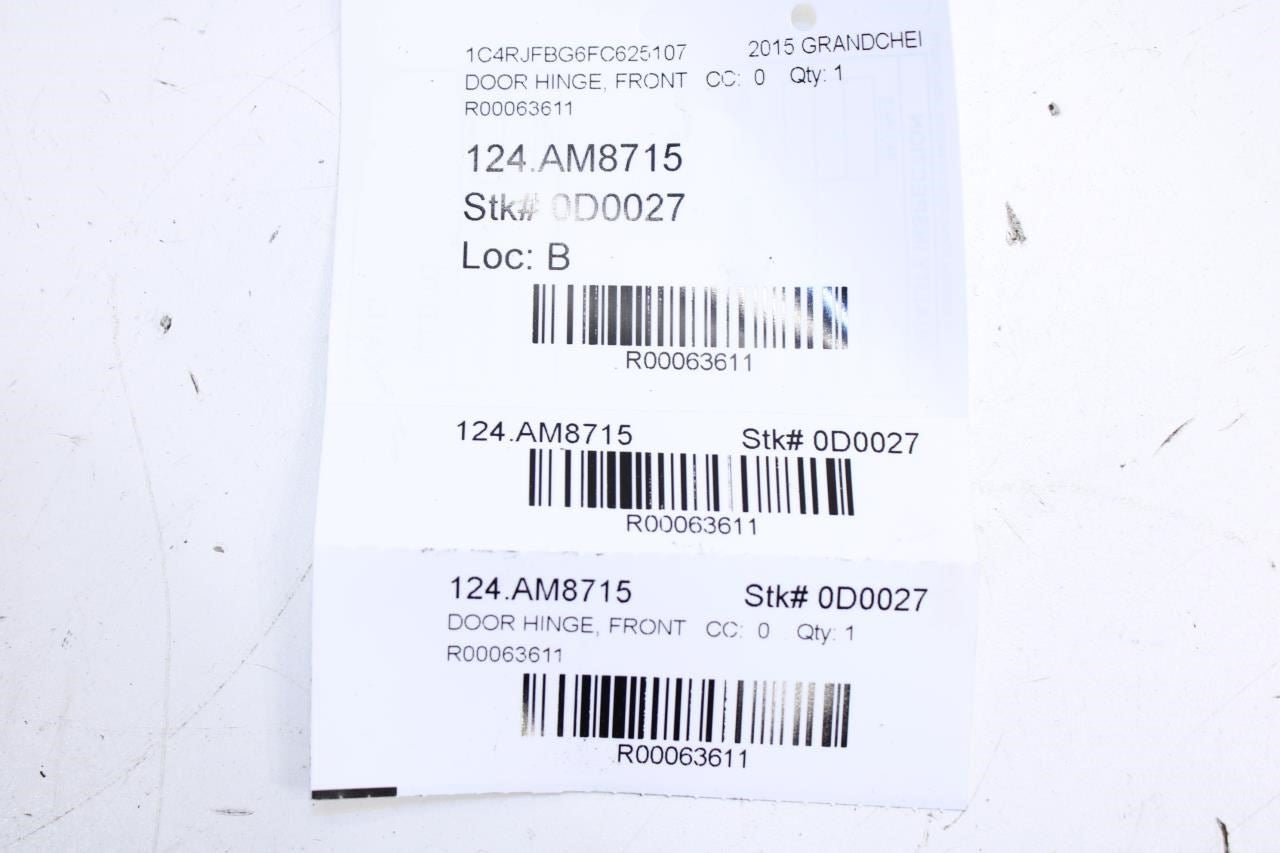 1C4RJFBG6FC625107 2015 GRANDCHEI
DOOR HINGE, FRONT CC: 0 Qty: 1
R00063611
124.AM8715
Stk# 0D0027
Loc: B
R00063611
124.AM8715 Stk# 0D0027
R00063611
124.AM8715 Stk# 0D0027
DOOR HINGE, FRONT CC: 0 Qty: 1
R00063611
R00063611